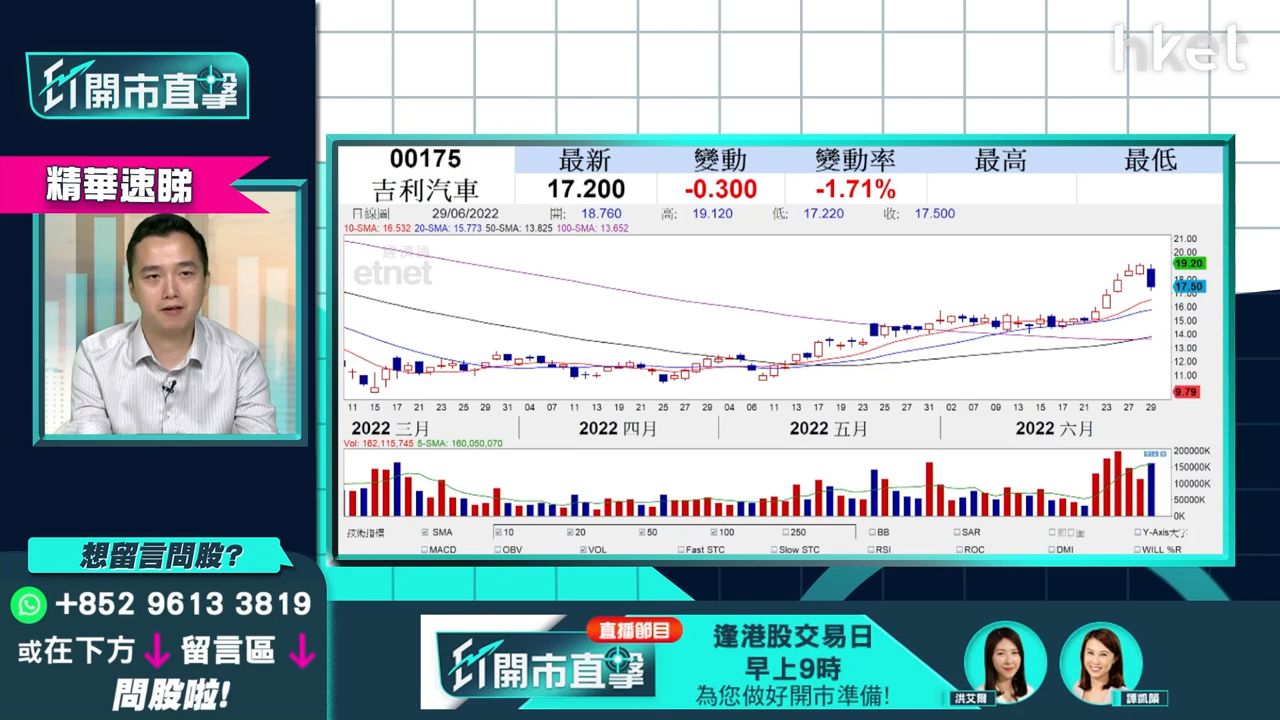 hket
ET開市直擊
精華速睇
00175
吉利汽車
最新
變動
變動率
最高
最低
17.200
-0.300
-1.71%
日線圖 29/06/2022 開: 18.760 高: 19.120 低: 17.220 收: 17.500
10-SMA: 16.532 20-SMA: 15.773 50-SMA: 13.825 100-SMA: 13.652
經濟通
etnet
21.00
20.00
19.20
18.00
17.50
17.00
16.00
15.00
14.00
13.00
12.00
11.00
9.79
11 15 17 21 23 25 29 31 04 07 11 13 19 21 25 27 29 04 06 11 13 17 19 23 25 27 31 02 07 09 13 15 17 21 23 27 29
2022 三月 2022 四月 2022 五月 2022 六月
Vol: 162,115,745 5-SMA: 160,050,070
200000K
150000K
100000K
50000K
0K
技術指標 SMA 10 20 50 100 250 BB SAR Y-Axis大字
MACD OBV VOL Fast STC Slow STC RSI ROC DMI WILL %R
想留言問股?
+852 9613 3819
或在下方↓留言區↓
問股啦!
ET開市直擊
直播節目
逢港股交易日
早上9時
為您做好開市準備!
洪艾爾
譚凱韻